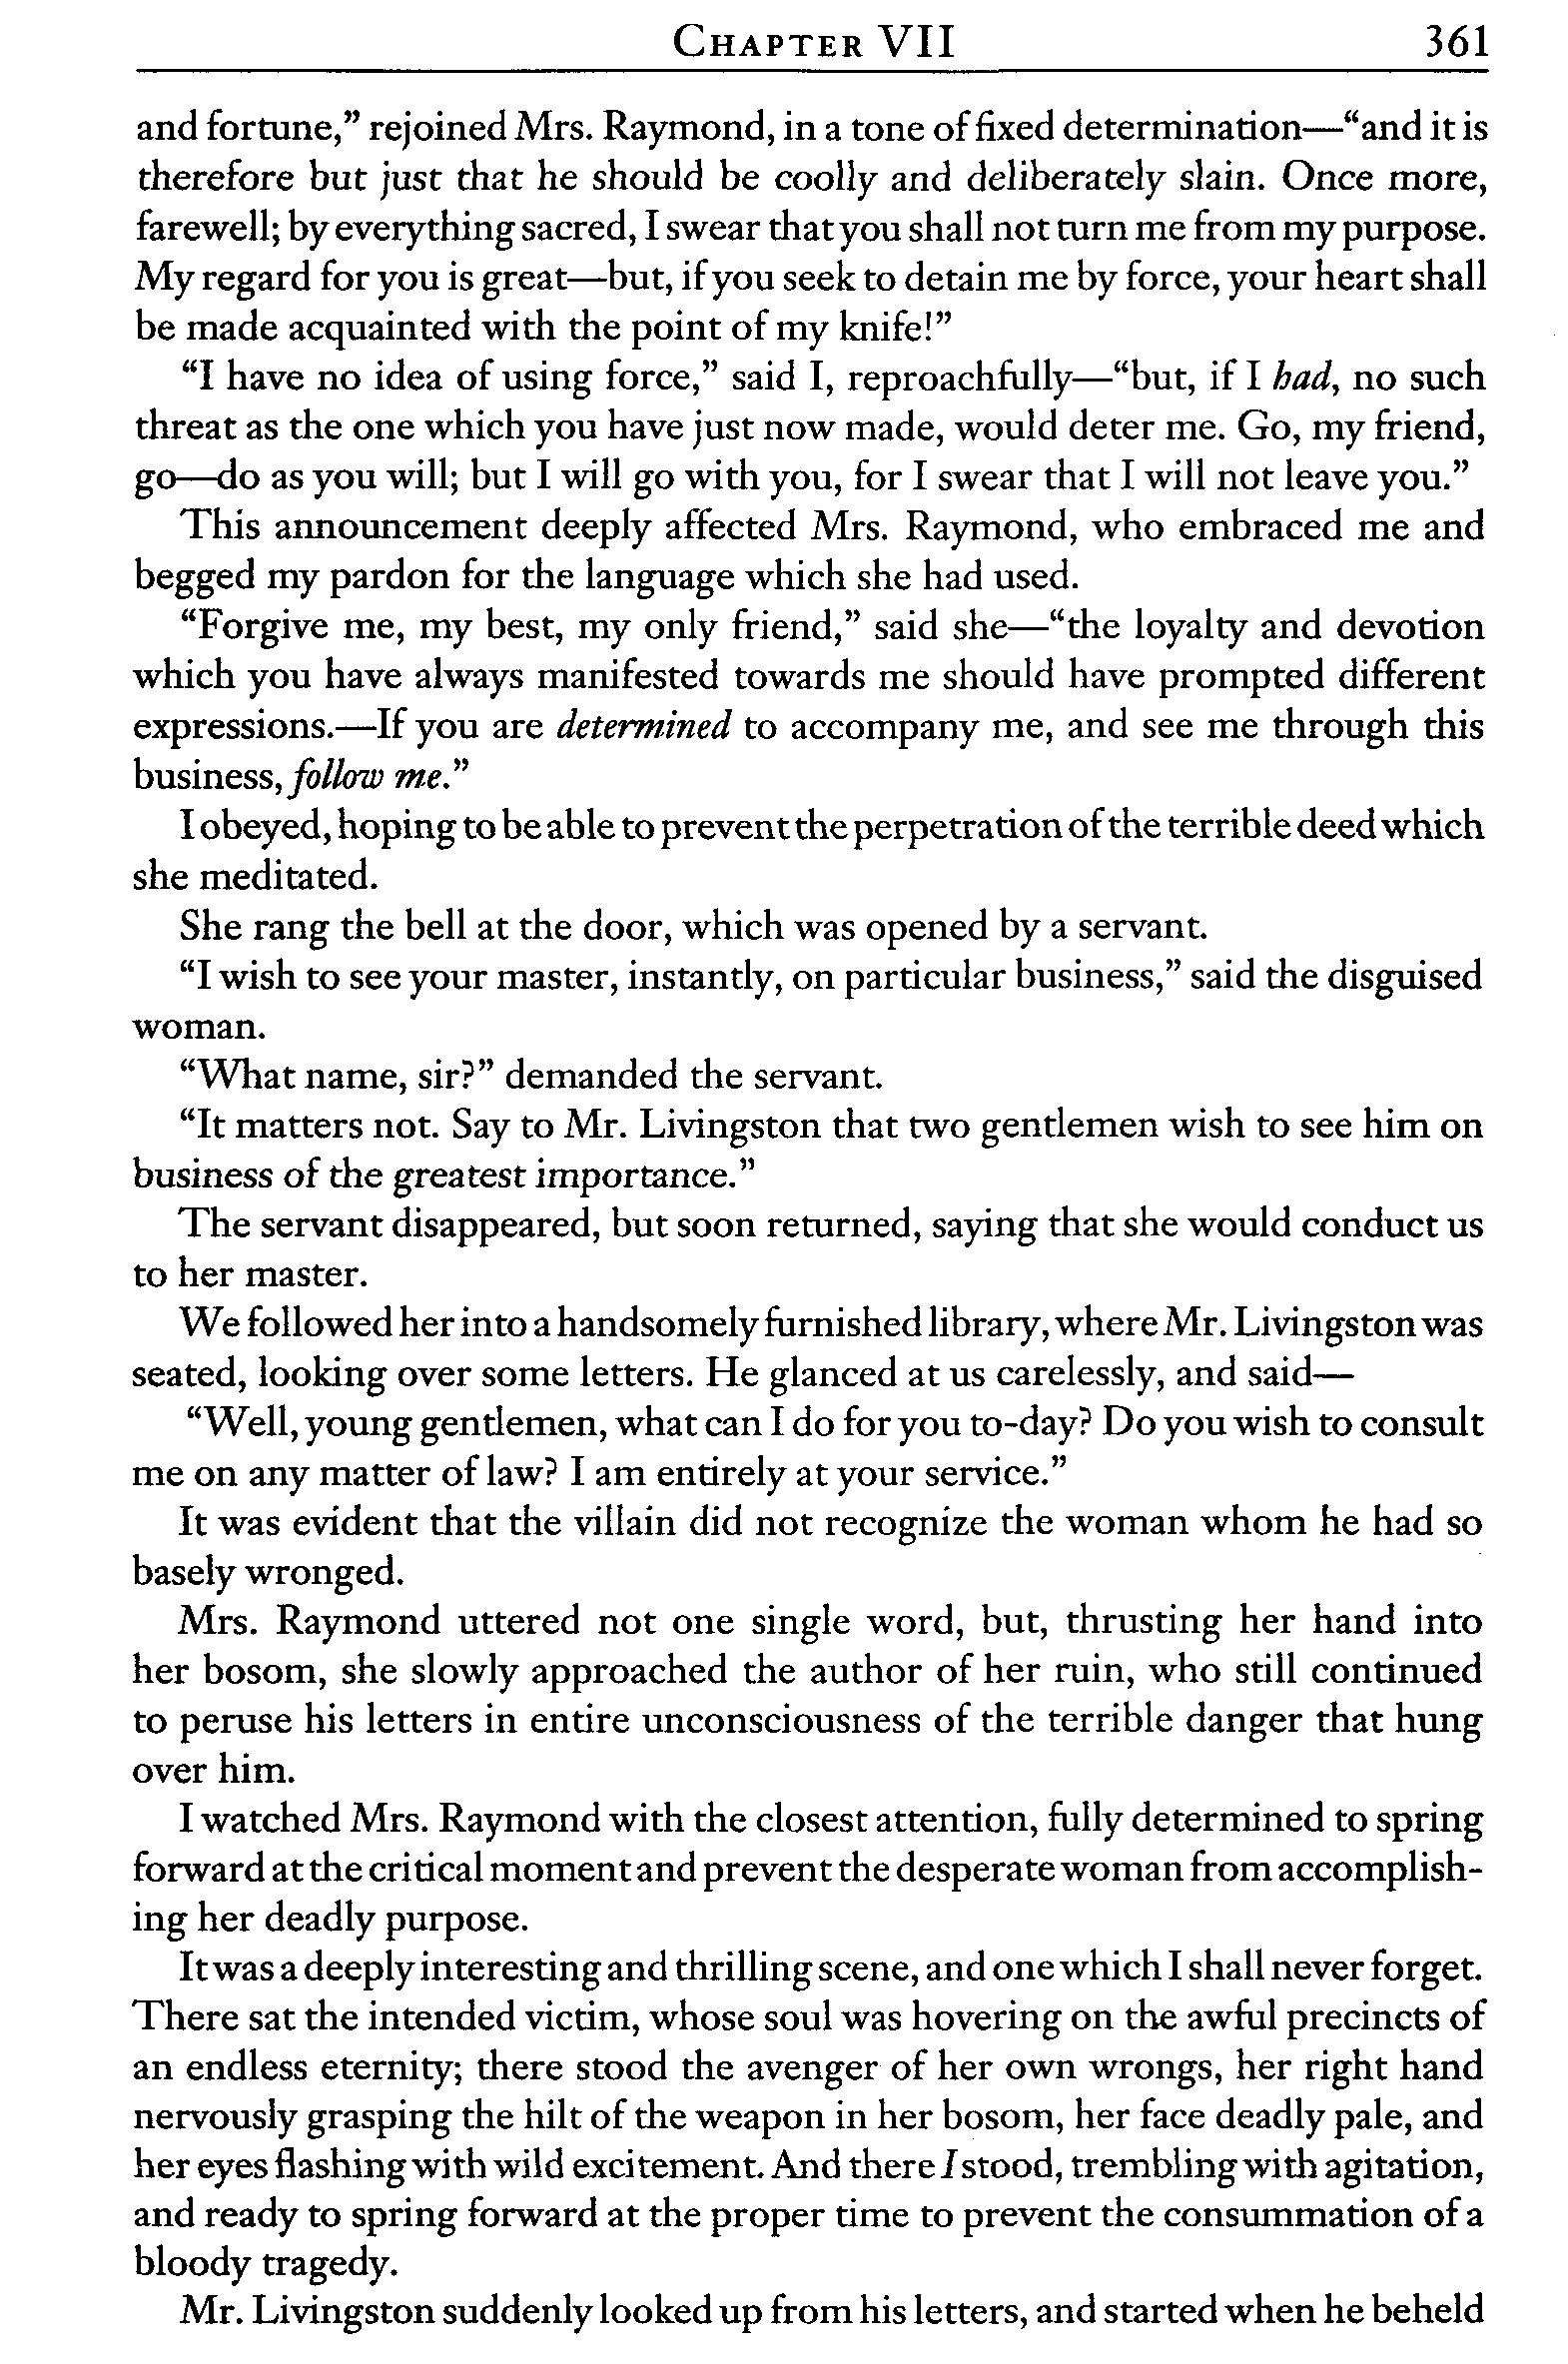 CHAPTER VII 361
and fortune,” rejoined Mrs. Raymond, in a tone of fixed determination—“and it is
therefore but just that he should be coolly and deliberately slain. Once more,
farewell; by everything sacred, I swear that you shall not turn me from my purpose.
My regard for you is great—but, if you seek to detain me by force, your heart shall
be made acquainted with the point of my knife!”
“I have no idea of using force,” said I, reproachfully—“but, if I had, no such
threat as the one which you have just now made, would deter me. Go, my friend,
go—do as you will; but I will go with you, for I swear that I will not leave you.”
This announcement deeply affected Mrs. Raymond, who embraced me and
begged my pardon for the language which she had used.
“Forgive me, my best, my only friend,” said she—“the loyalty and devotion
which you have always manifested towards me should have prompted different
expressions.—If you are determined to accompany me, and see me through this
business, follow me.”
I obeyed, hoping to be able to prevent the perpetration of the terrible deed which
she meditated.
She rang the bell at the door, which was opened by a servant.
“I wish to see your master, instantly, on particular business,” said the disguised
woman.
“What name, sir?” demanded the servant.
“It matters not. Say to Mr. Livingston that two gentlemen wish to see him on
business of the greatest importance.”
The servant disappeared, but soon returned, saying that she would conduct us
to her master.
We followed her into a handsomely furnished library, where Mr. Livingston was
seated, looking over some letters. He glanced at us carelessly, and said—
“Well, young gentlemen, what can I do for you to-day? Do you wish to consult
me on any matter of law? I am entirely at your service.”
It was evident that the villain did not recognize the woman whom he had so
basely wronged.
Mrs. Raymond uttered not one single word, but, thrusting her hand into
her bosom, she slowly approached the author of her ruin, who still continued
to peruse his letters in entire unconsciousness of the terrible danger that hung
over him.
I watched Mrs. Raymond with the closest attention, fully determined to spring
forward at the critical moment and prevent the desperate woman from accomplish-
ing her deadly purpose.
It was a deeply interesting and thrilling scene, and one which I shall never forget.
There sat the intended victim, whose soul was hovering on the awful precincts of
an endless eternity; there stood the avenger of her own wrongs, her right hand
nervously grasping the hilt of the weapon in her bosom, her face deadly pale, and
her eyes flashing with wild excitement. And there I stood, trembling with agitation,
and ready to spring forward at the proper time to prevent the consummation of a
bloody tragedy.
Mr. Livingston suddenly looked up from his letters, and started when he beheld